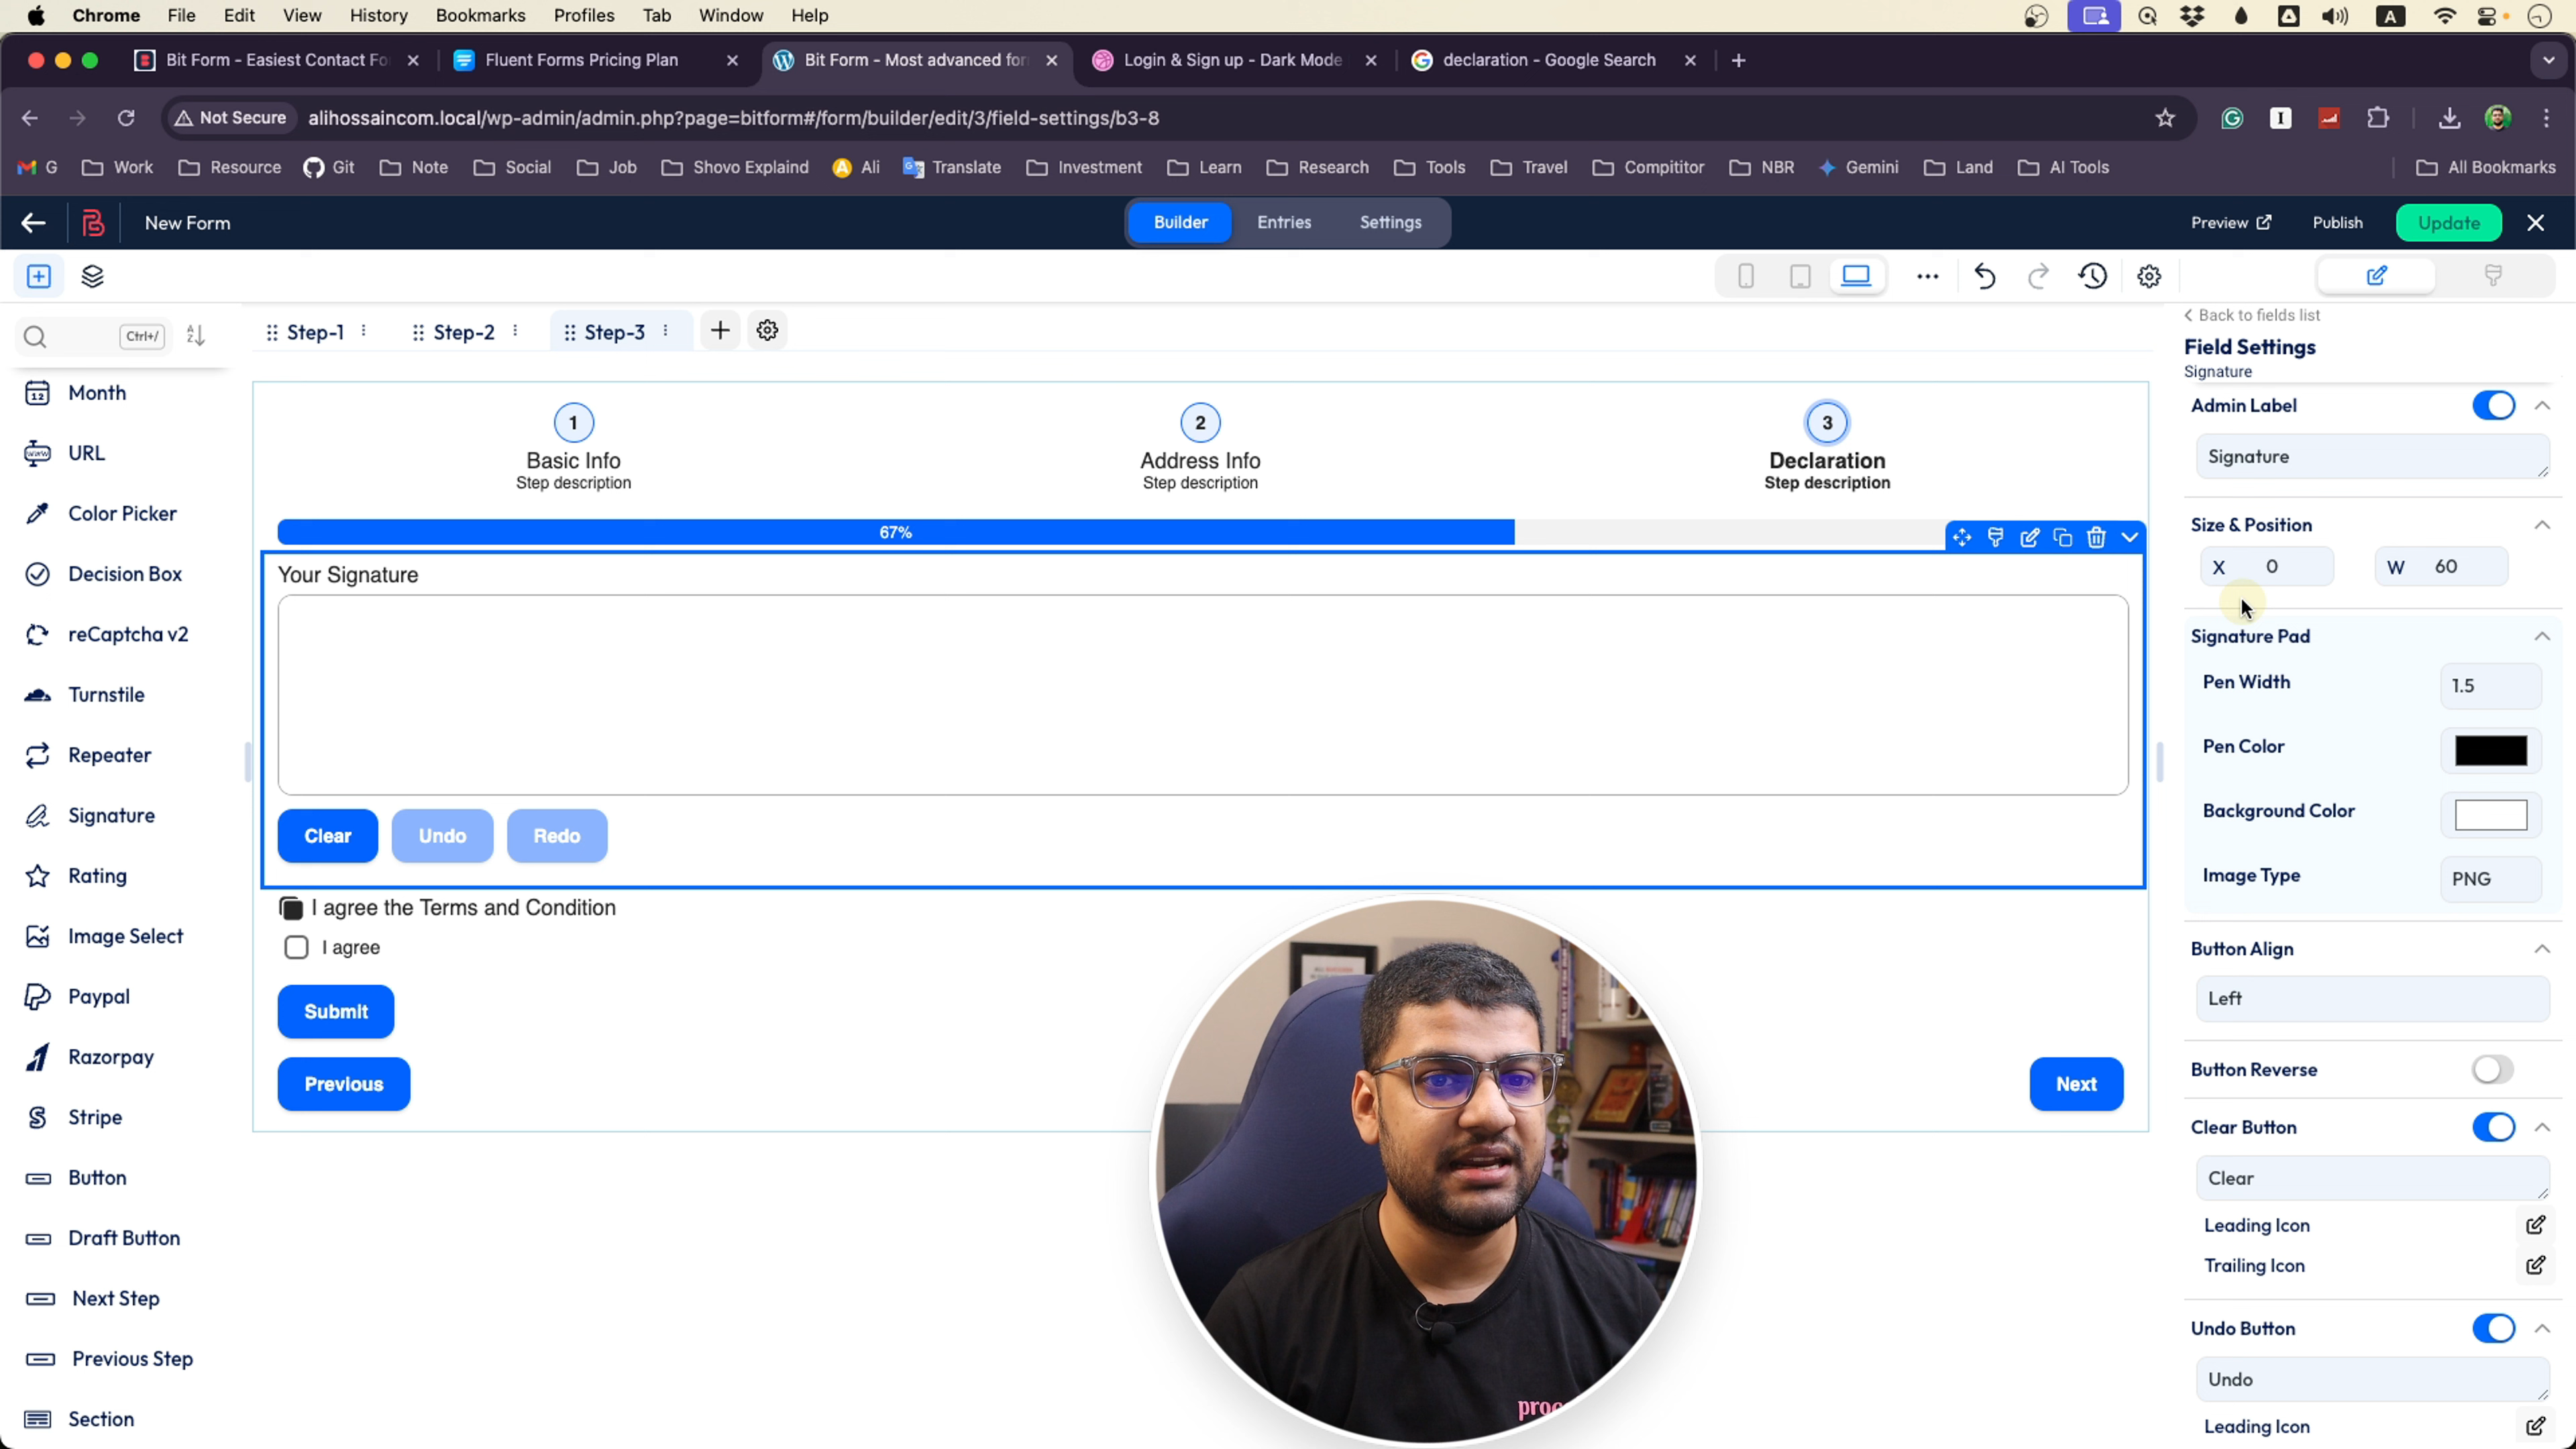 Chrome File Edit View History Bookmarks Profiles Tab Window Help
A
Bit Form - Easiest Contact Fo
Fluent Forms Pricing Plan
Bit Form - Most advanced for
Login & Sign up - Dark Mode
declaration - Google Search
Not Secure
alihossaincom.local/wp-admin/admin.php?page=bitform#/form/builder/edit/3/field-settings/b3-8
G Work Resource Git Note Social Job Shovo Explaind Ali Translate Investment Learn Research Tools Travel Compititor NBR Gemini Land AI Tools All Bookmarks
New Form
Builder Entries Settings
Preview Publish Update
Ctrl+/
Step-1 Step-2 Step-3
Month
URL
Color Picker
Decision Box
reCaptcha v2
Turnstile
Repeater
Signature
Rating
Image Select
Paypal
Razorpay
Stripe
Button
Draft Button
Next Step
Previous Step
Section
1 2 3
Basic Info Address Info Declaration
Step description Step description Step description
67%
Your Signature
Clear Undo Redo
I agree the Terms and Condition
I agree
Submit
Previous Next
Back to fields list
Field Settings
Signature
Admin Label
Signature
Size & Position
X 0 W 60
Signature Pad
Pen Width 1.5
Pen Color
Background Color
Image Type PNG
Button Align
Left
Button Reverse
Clear Button
Clear
Leading Icon
Trailing Icon
Undo Button
Undo
Leading Icon